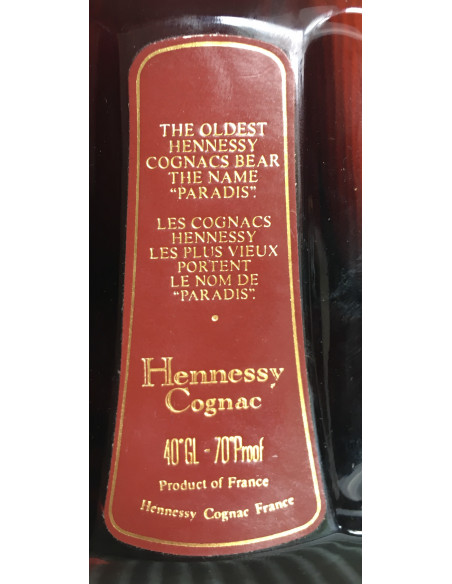 THE OLDEST
HENNESSY
COGNACS BEAR
THE NAME
"PARADIS".
LES COGNACS
HENNESSY
LES PLUS VIEUX
PORTENT
LE NOM DE
"PARADIS".
Hennessy
Cognac
40°GL - 70°Proof
Product of France
Hennessy Cognac France